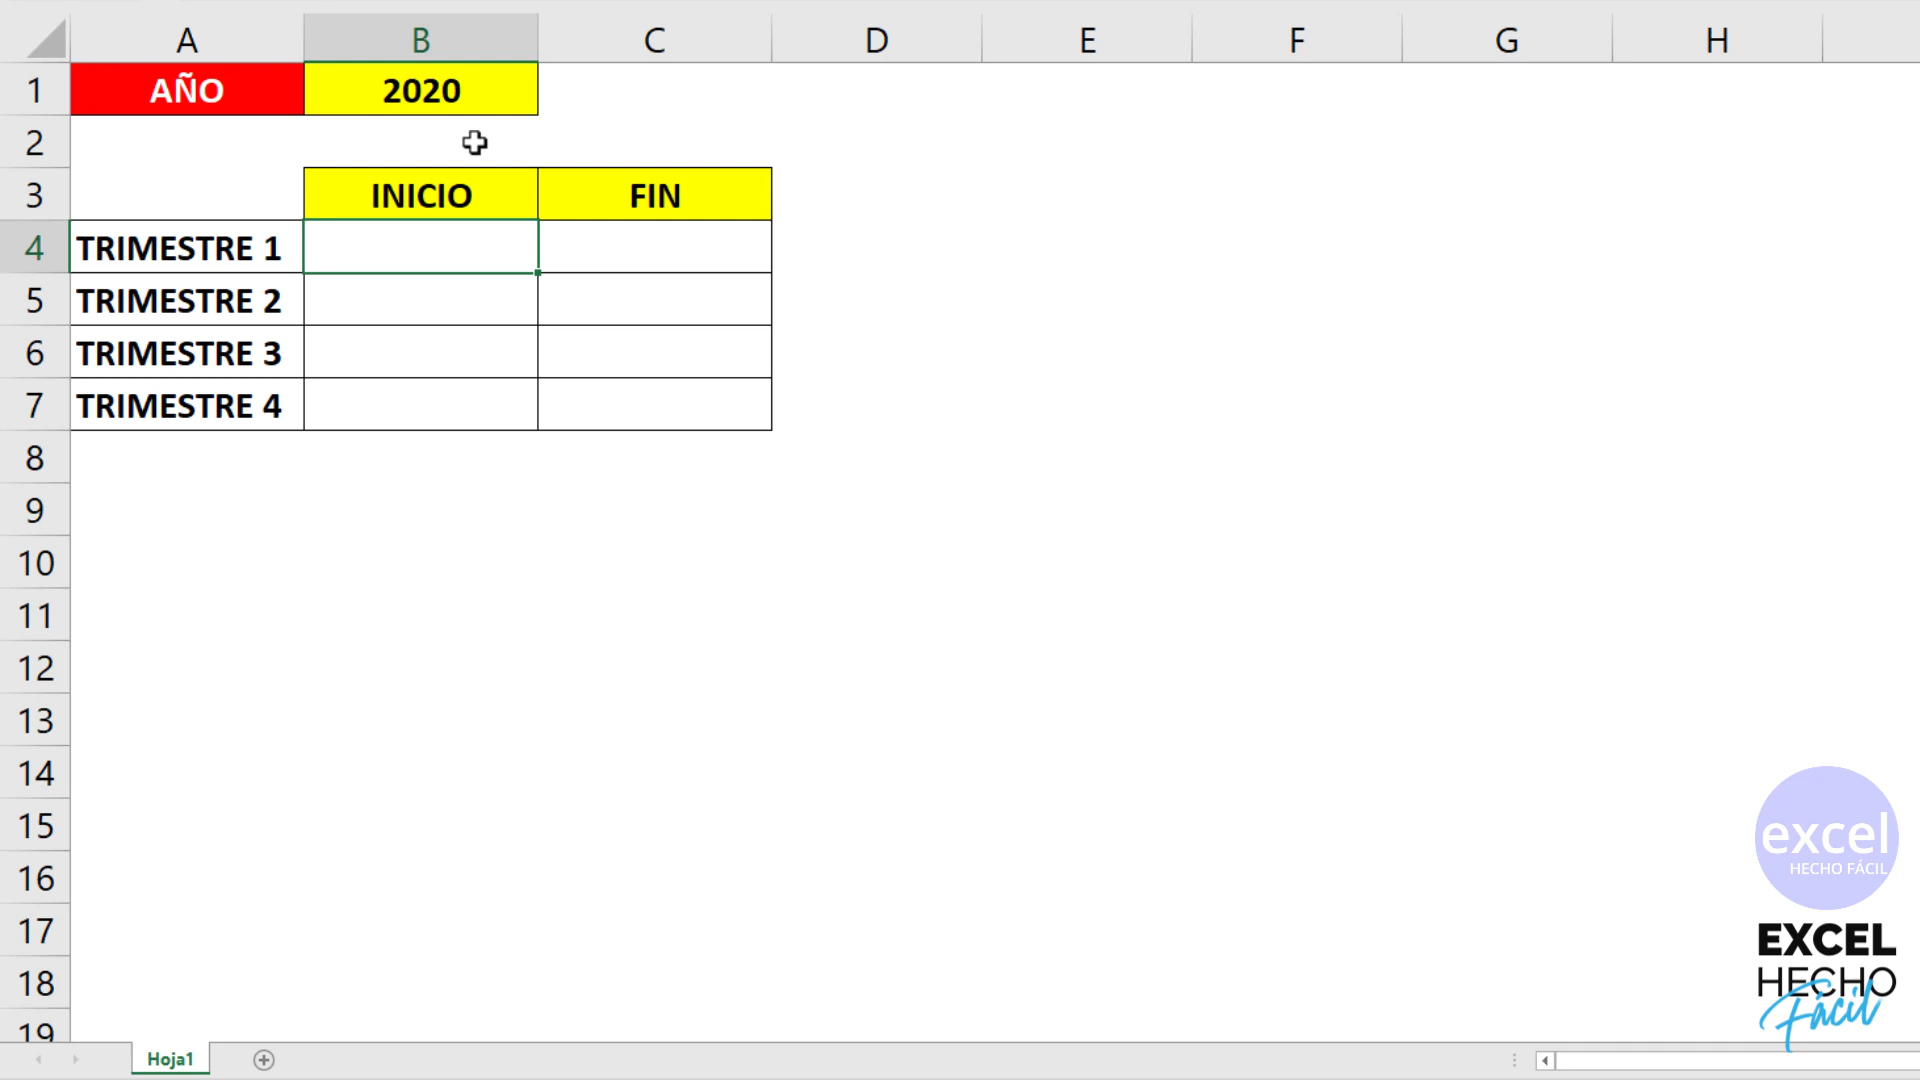 A B C D E F G H
1 AÑO 2020
2
3 INICIO FIN
4 TRIMESTRE 1
5 TRIMESTRE 2
6 TRIMESTRE 3
7 TRIMESTRE 4
8
9
10
11
12
13
14
15
16
17
18
19
excel
HECHO FÁCIL
EXCEL
HECHO
Fácil
Hoja1